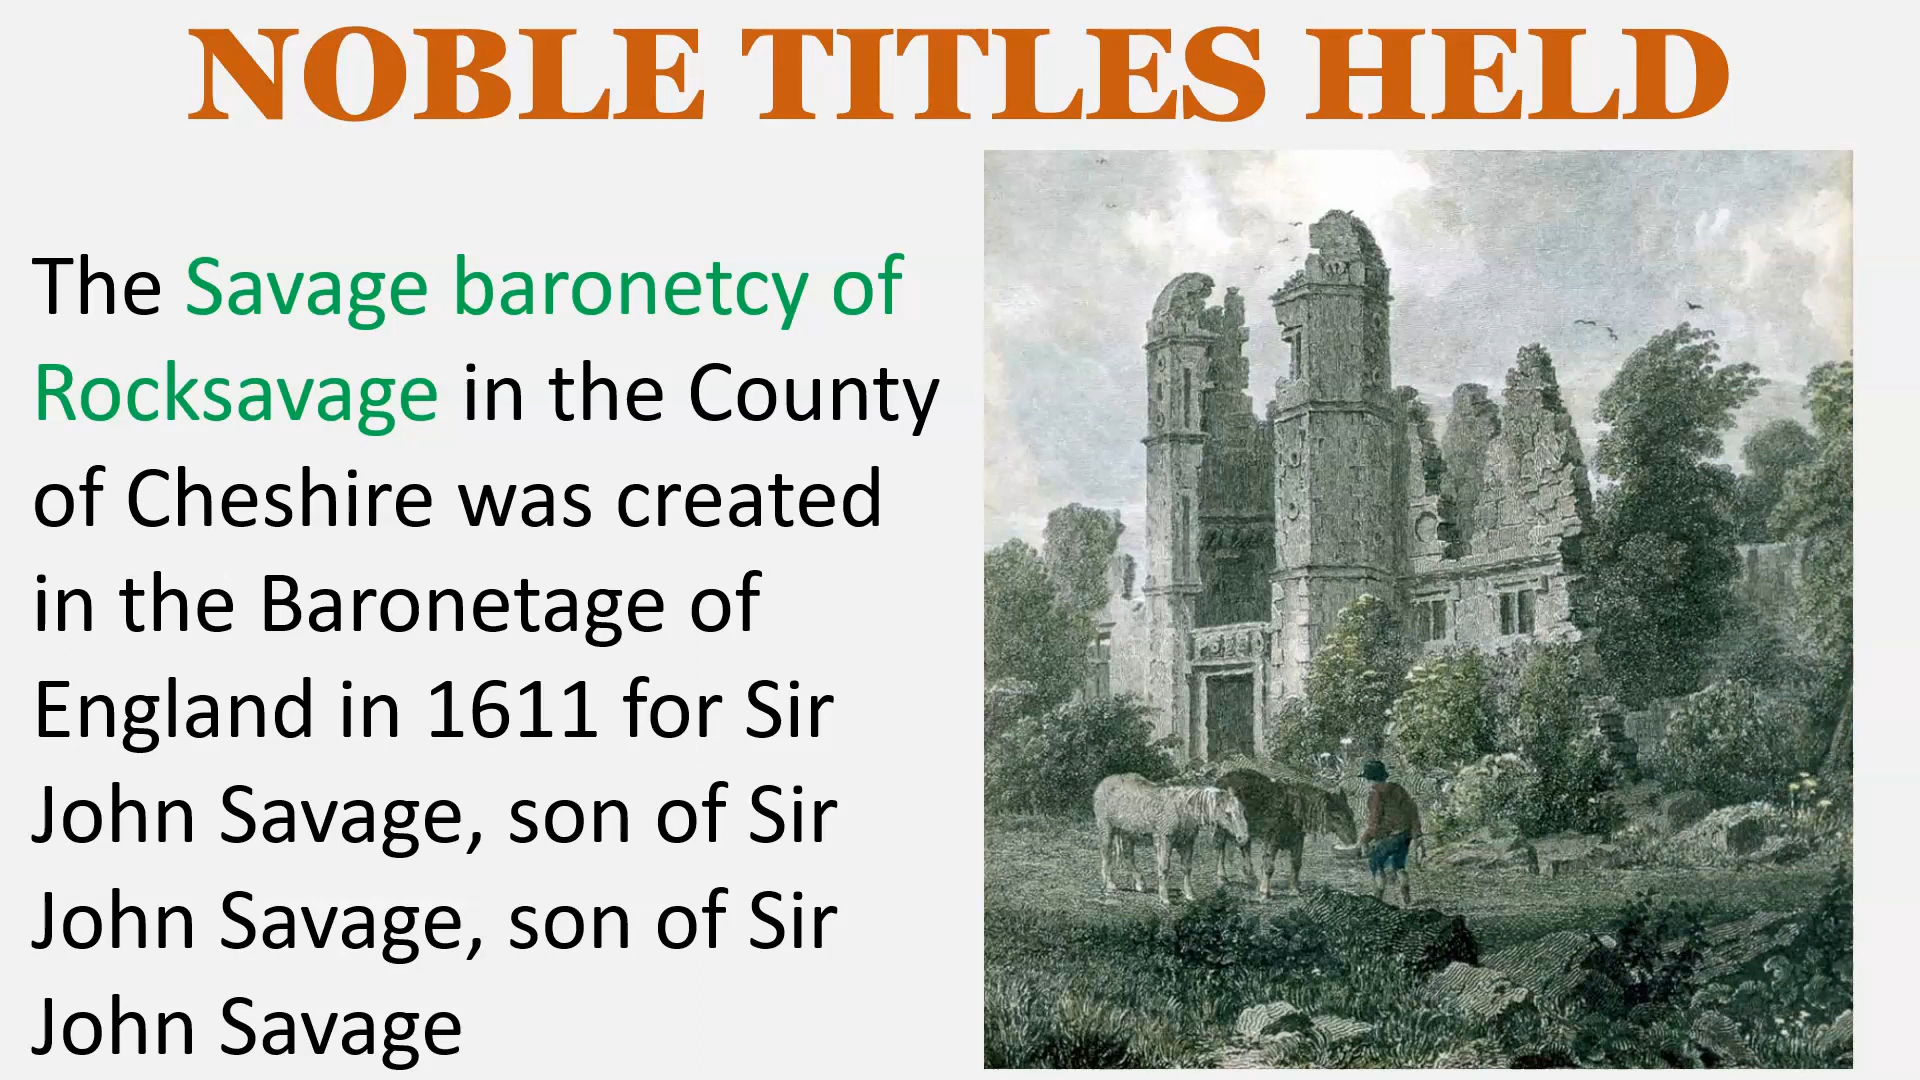 NOBLE TITLES HELD
The Savage baronetcy of
Rocksavage in the County
of Cheshire was created
in the Baronetage of
England in 1611 for Sir
John Savage, son of Sir
John Savage, son of Sir
John Savage